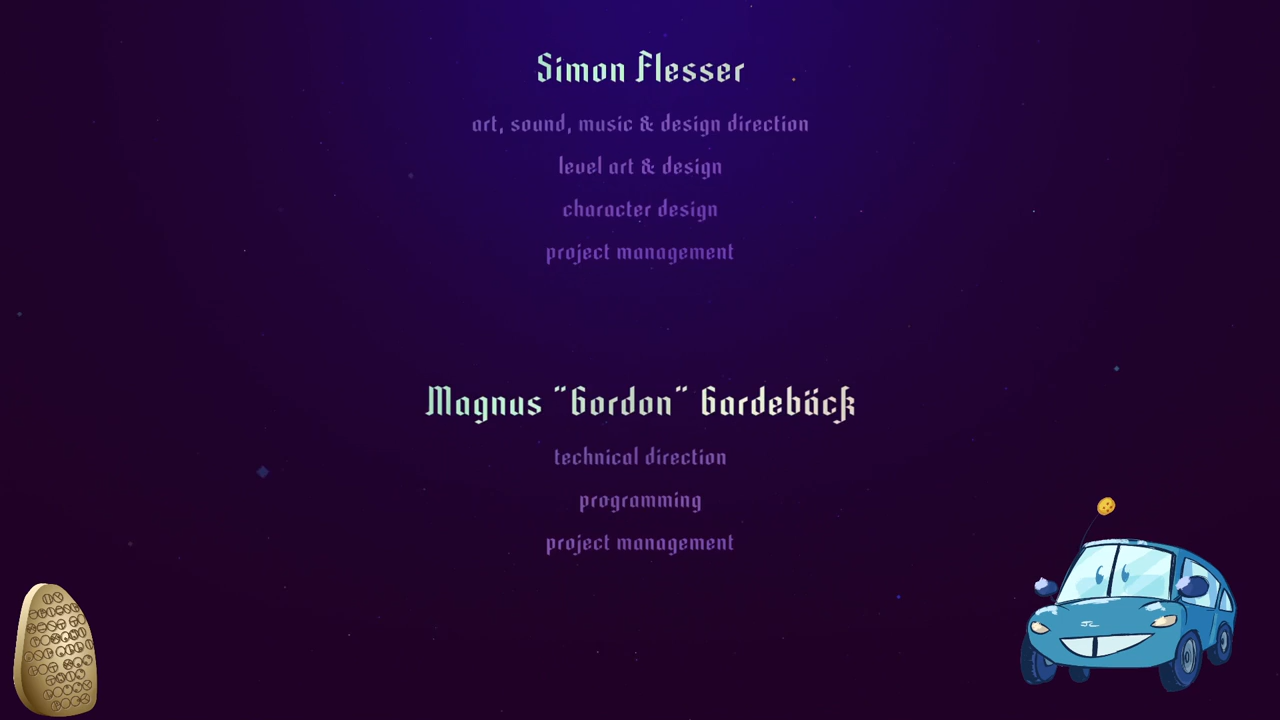 Simon Flesser
art, sound, music & design direction
level art & design
character design
project management
Magnus "Gordon" Gardebäck
technical direction
programming
project management